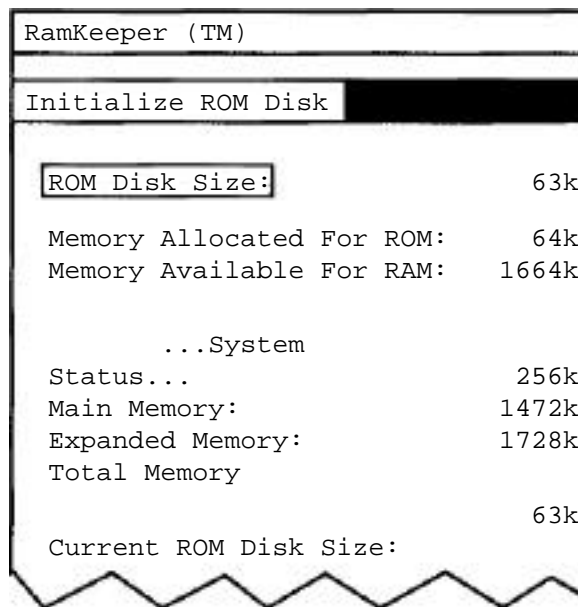 RamKeeper (TM)
Initialize ROM Disk
ROM Disk Size: 63k
Memory Allocated For ROM: 64k
Memory Available For RAM: 1664k
...System
Status... 256k
Main Memory: 1472k
Expanded Memory: 1728k
Total Memory
63k
Current ROM Disk Size: